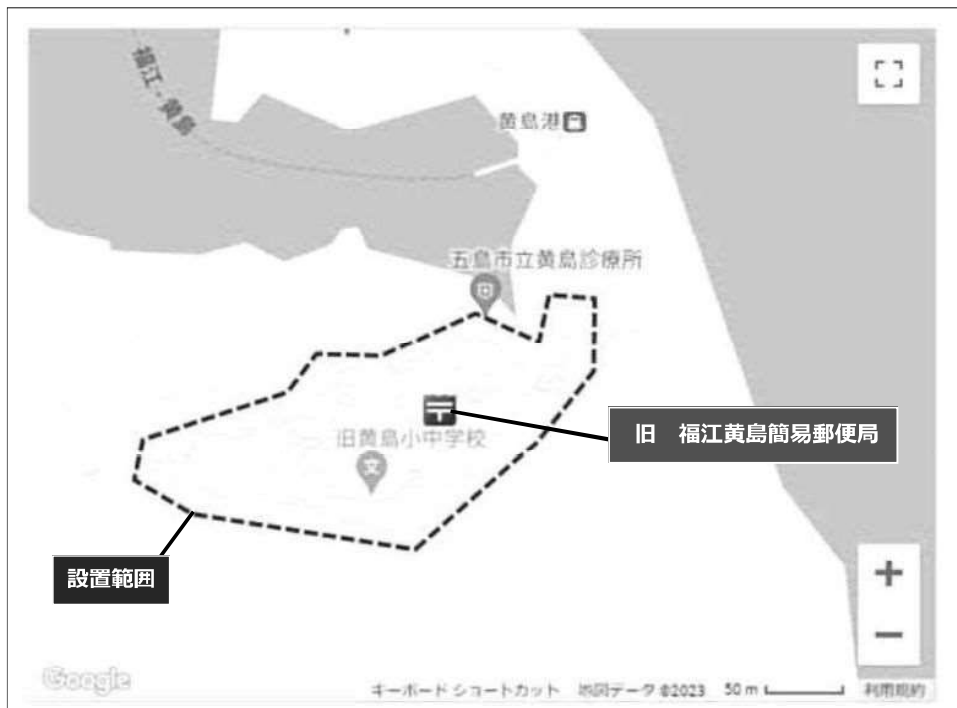 福江・黄島
黄島港
五島市立黄島診療所
旧　福江黄島簡易郵便局
旧黄島小中学校
文
設置範囲
+
−
Google
キーボード ショートカット 地図データ ©2023 50 m 利用規約